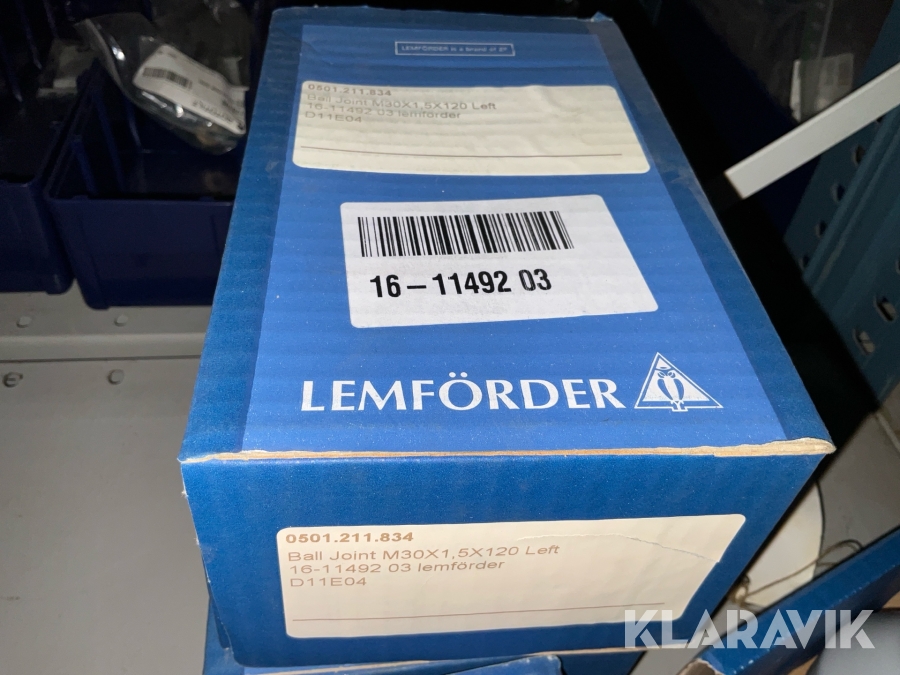 LEMFÖRDER is a brand of ZF
0501.211.834
Ball Joint M30X1,5X120 Left
16-11492 03 lemförder
D11E04
16-11492 03
LEMFÖRDER
0501.211.834
Ball Joint M30X1,5X120 Left
16-11492 03 lemförder
D11E04
KLARAVIK